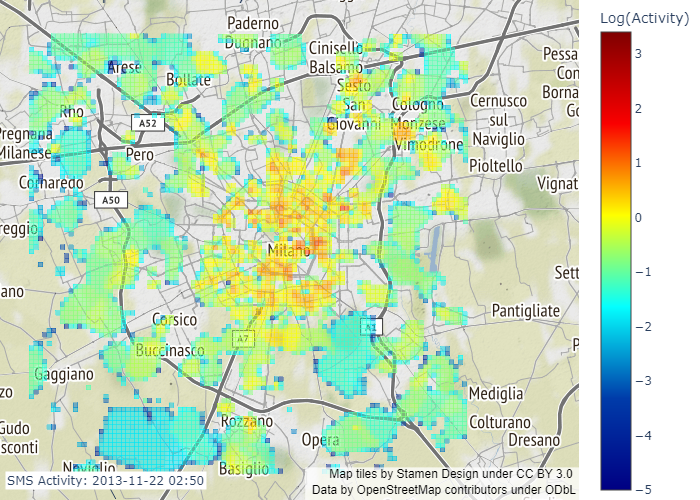 Log(Activity)
Paderno
Dugnano
Cinisello
Balsamo
Pessa
Con
Borna
Go
Arese
Bollate
Sesto
San
Giovanni
Cologno
Monzese
Cernusco
sul
Naviglio
Rho
A52
Pregnana
Milanese
Pero
Vimodrone
Pioltello
Cornaredo
Vignat
A50
reggio
Milano
Sett
ano
Pantigliate
Corsico
A1
A7
Buccinasco
P
Gaggiano
zo
Mediglia
Gudo
sconti
Rozzano
Colturano
Opera
Dresano
Naviglio
Basiglio
SMS Activity: 2013-11-22 02:50
Map tiles by Stamen Design under CC BY 3.0
Data by OpenStreetMap contributors under ODbL
3
2
1
0
−1
−2
−3
−4
−5